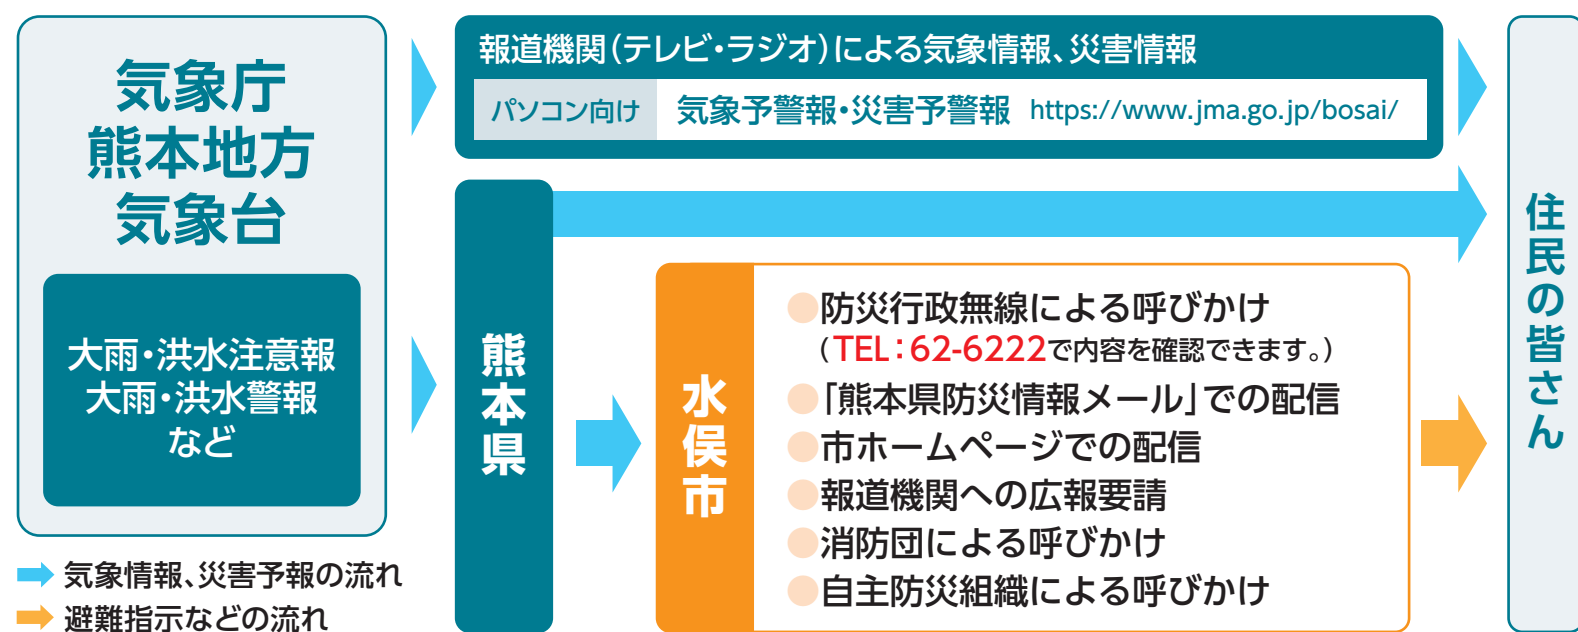 気象庁
熊本地方
気象台
大雨・洪水注意報
大雨・洪水警報
など
報道機関(テレビ・ラジオ)による気象情報、災害情報
パソコン向け 気象予警報・災害予警報 https://www.jma.go.jp/bosai/
熊本県
水俣市
●防災行政無線による呼びかけ
(TEL:62-6222で内容を確認できます。)
●「熊本県防災情報メール」での配信
●市ホームページでの配信
●報道機関への広報要請
●消防団による呼びかけ
●自主防災組織による呼びかけ
住民の皆さん
気象情報、災害予報の流れ
避難指示などの流れ